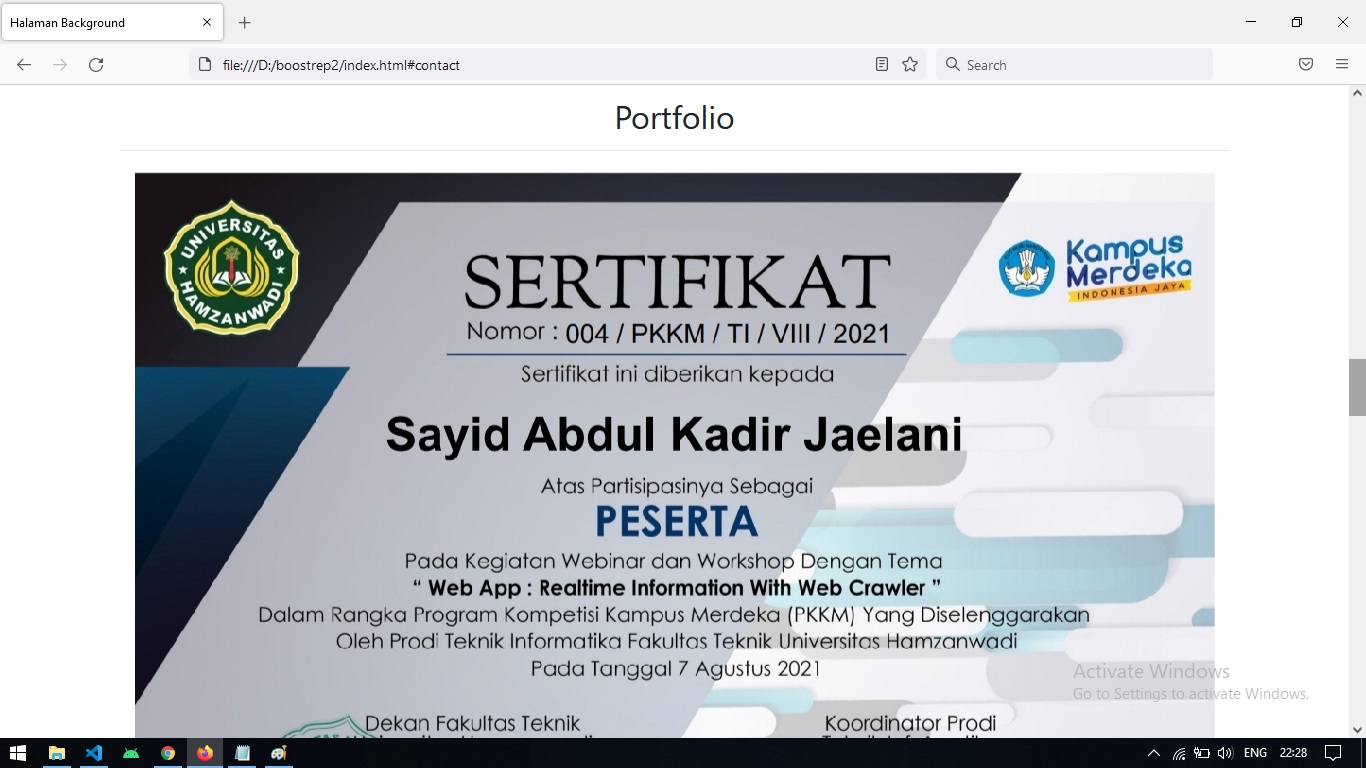 Halaman Background
file:///D:/boostrep2/index.html#contact
Search
Portfolio
UNIVERSITAS
HAMZANWADI
Kampus
Merdeka
INDONESIA JAYA
SERTIFIKAT
Nomor : 004 / PKKM / TI / VIII / 2021
Sertifikat ini diberikan kepada
Sayid Abdul Kadir Jaelani
Atas Partisipasinya Sebagai
PESERTA
Pada Kegiatan Webinar dan Workshop Dengan Tema
“ Web App : Realtime Information With Web Crawler ”
Dalam Rangka Program Kompetisi Kampus Merdeka (PKKM) Yang Diselenggarakan
Oleh Prodi Teknik Informatika Fakultas Teknik Universitas Hamzanwadi
Pada Tanggal 7 Agustus 2021
Activate Windows
Go to Settings to activate Windows.
Dekan Fakultas Teknik
Koordinator Prodi
ENG
22:28